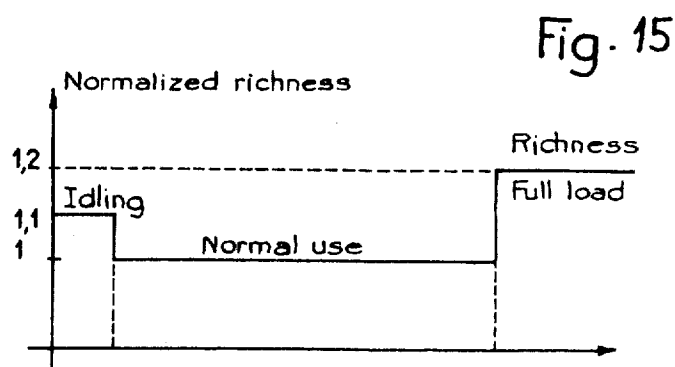 Fig. 15
Normalized richness
1,2
Richness
Full load
Idling
1,1
Normal use
1